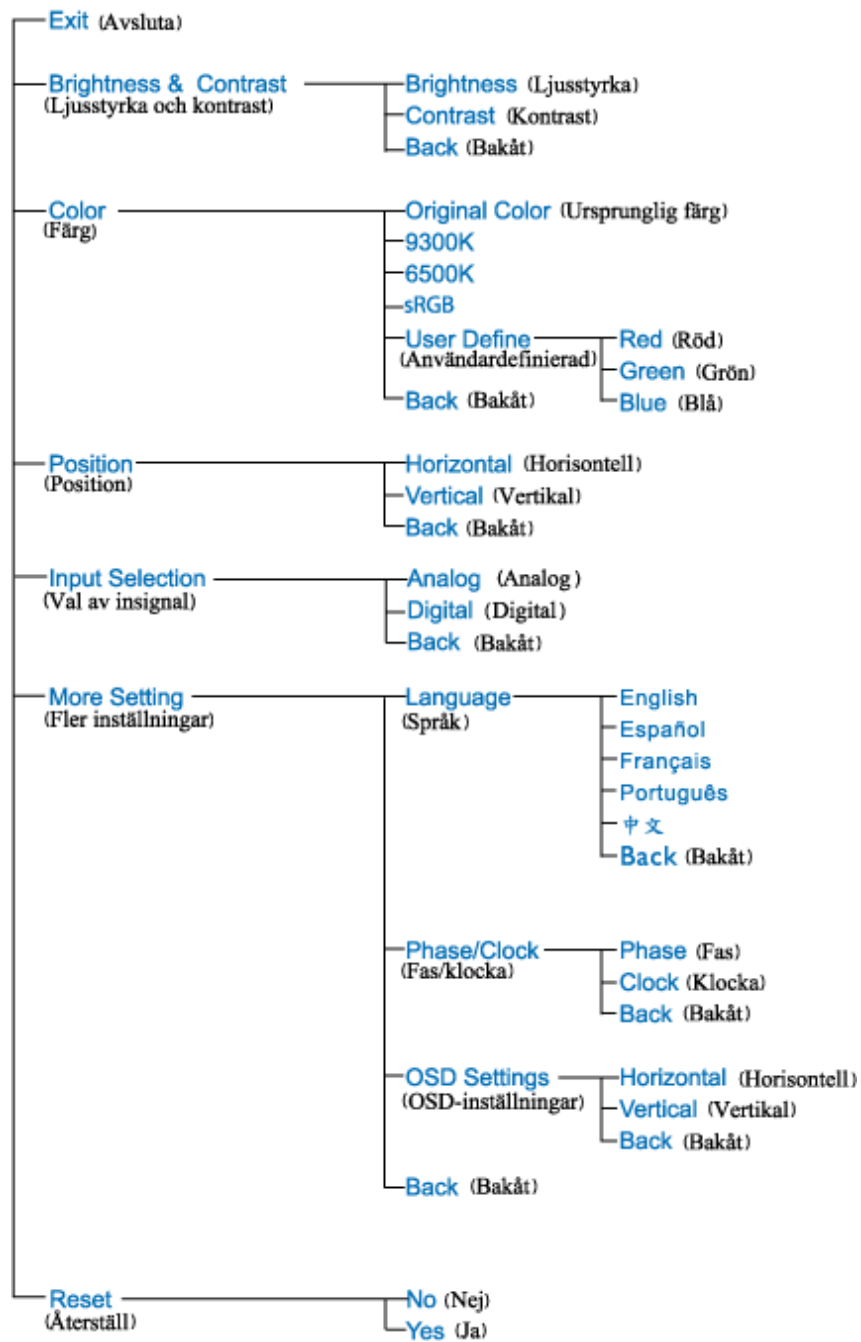 Exit (Avsluta)
Brightness & Contrast
(Ljusstyrka och kontrast)
Brightness (Ljusstyrka)
Contrast (Kontrast)
Back (Bakåt)
Color
(Färg)
Original Color (Ursprunglig färg)
9300K
6500K
sRGB
User Define
(Användardefinierad)
Red (Röd)
Green (Grön)
Blue (Blå)
Back (Bakåt)
Position
(Position)
Horizontal (Horisontell)
Vertical (Vertikal)
Back (Bakåt)
Input Selection
(Val av insignal)
Analog (Analog)
Digital (Digital)
Back (Bakåt)
More Setting
(Fler inställningar)
Language
(Språk)
English
Español
Français
Português
中文
Back (Bakåt)
Phase/Clock
(Fas/klocka)
Phase (Fas)
Clock (Klocka)
Back (Bakåt)
OSD Settings
(OSD-inställningar)
Horizontal (Horisontell)
Vertical (Vertikal)
Back (Bakåt)
Back (Bakåt)
Reset
(Återställ)
No (Nej)
Yes (Ja)